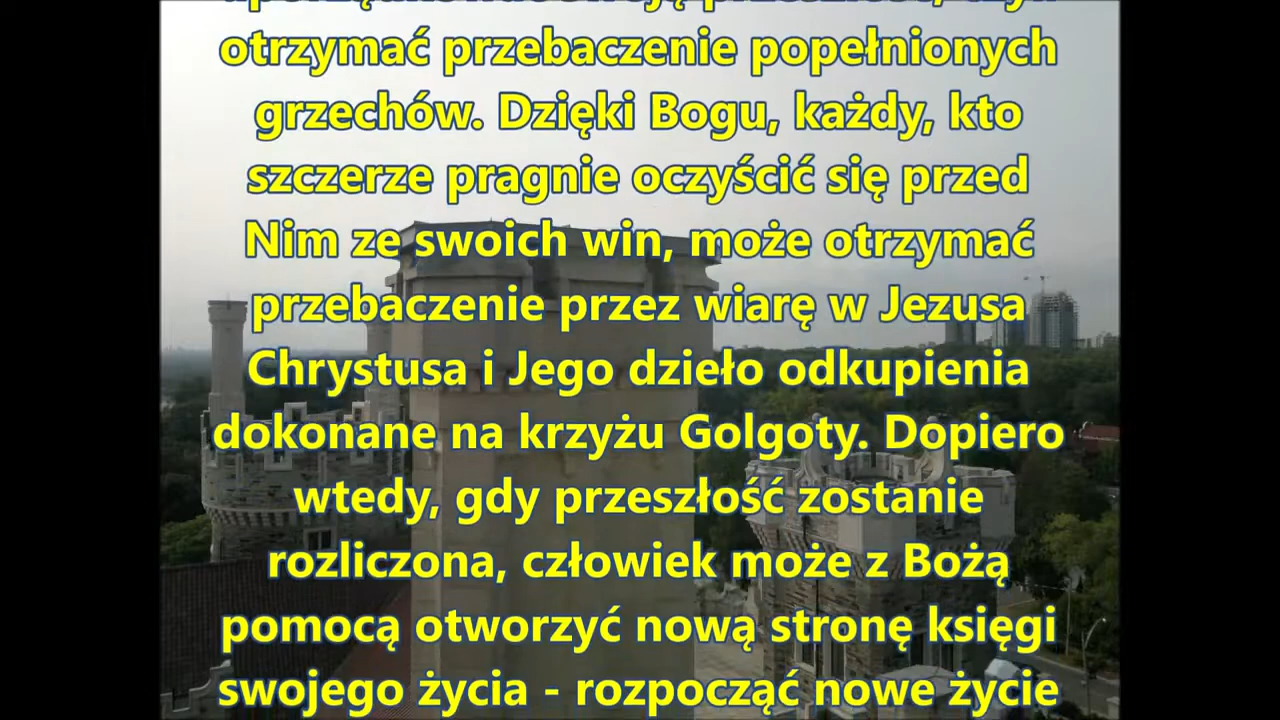 otrzymać przebaczenie popełnionych
grzechów. Dzięki Bogu, każdy, kto
szczerze pragnie oczyścić się przed
Nim ze swoich win, może otrzymać
przebaczenie przez wiarę w Jezusa
Chrystusa i Jego dzieło odkupienia
dokonane na krzyżu Golgoty. Dopiero
wtedy, gdy przeszłość zostanie
rozliczona, człowiek może z Bożą
pomocą otworzyć nową stronę księgi
swojego życia - rozpocząć nowe życie